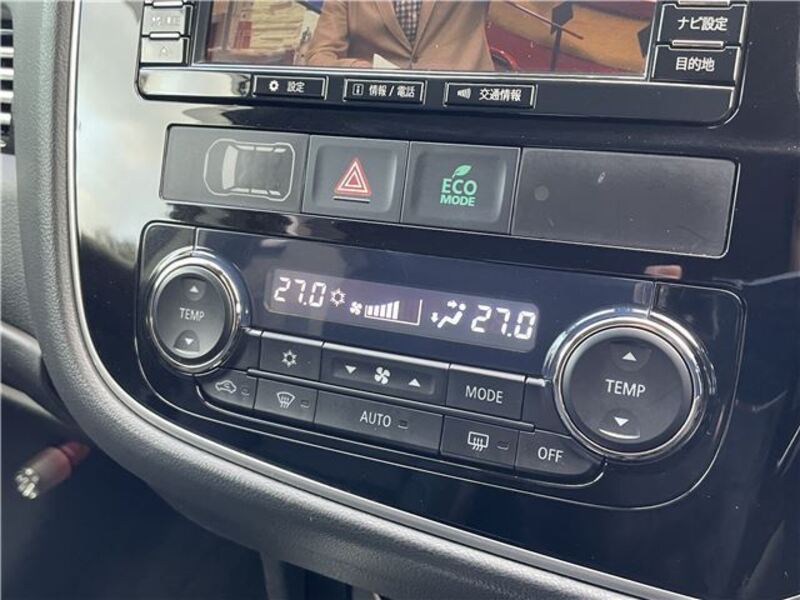 ナビ設定
目的地
設定
情報 / 電話
交通情報
ECO
MODE
27.0 27.0
TEMP
TEMP
MODE
AUTO
OFF